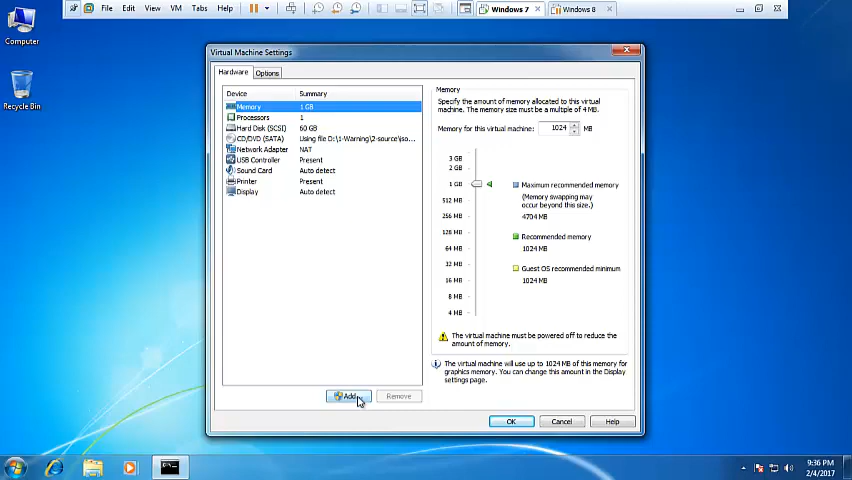 File Edit View VM Tabs Help
Windows 7
Windows 8
Computer
Recycle Bin
Virtual Machine Settings
Hardware Options
Device Summary
Memory 1 GB
Processors 1
Hard Disk (SCSI) 60 GB
CD/DVD (SATA) Using file D:\1-Warning\2-source\iso...
Network Adapter NAT
USB Controller Present
Sound Card Auto detect
Printer Present
Display Auto detect
Add...
Remove
Memory
Specify the amount of memory allocated to this virtual
machine. The memory size must be a multiple of 4 MB.
Memory for this virtual machine: 1024 MB
3 GB
2 GB
1 GB
512 MB
256 MB
128 MB
64 MB
32 MB
16 MB
8 MB
4 MB
Maximum recommended memory
(Memory swapping may
occur beyond this size.)
4704 MB
Recommended memory
1024 MB
Guest OS recommended minimum
1024 MB
The virtual machine must be powered off to reduce the
amount of memory.
The virtual machine will use up to 1024 MB of this memory for
graphics memory. You can change this amount in the Display
settings page.
OK Cancel Help
9:36 PM
2/4/2017